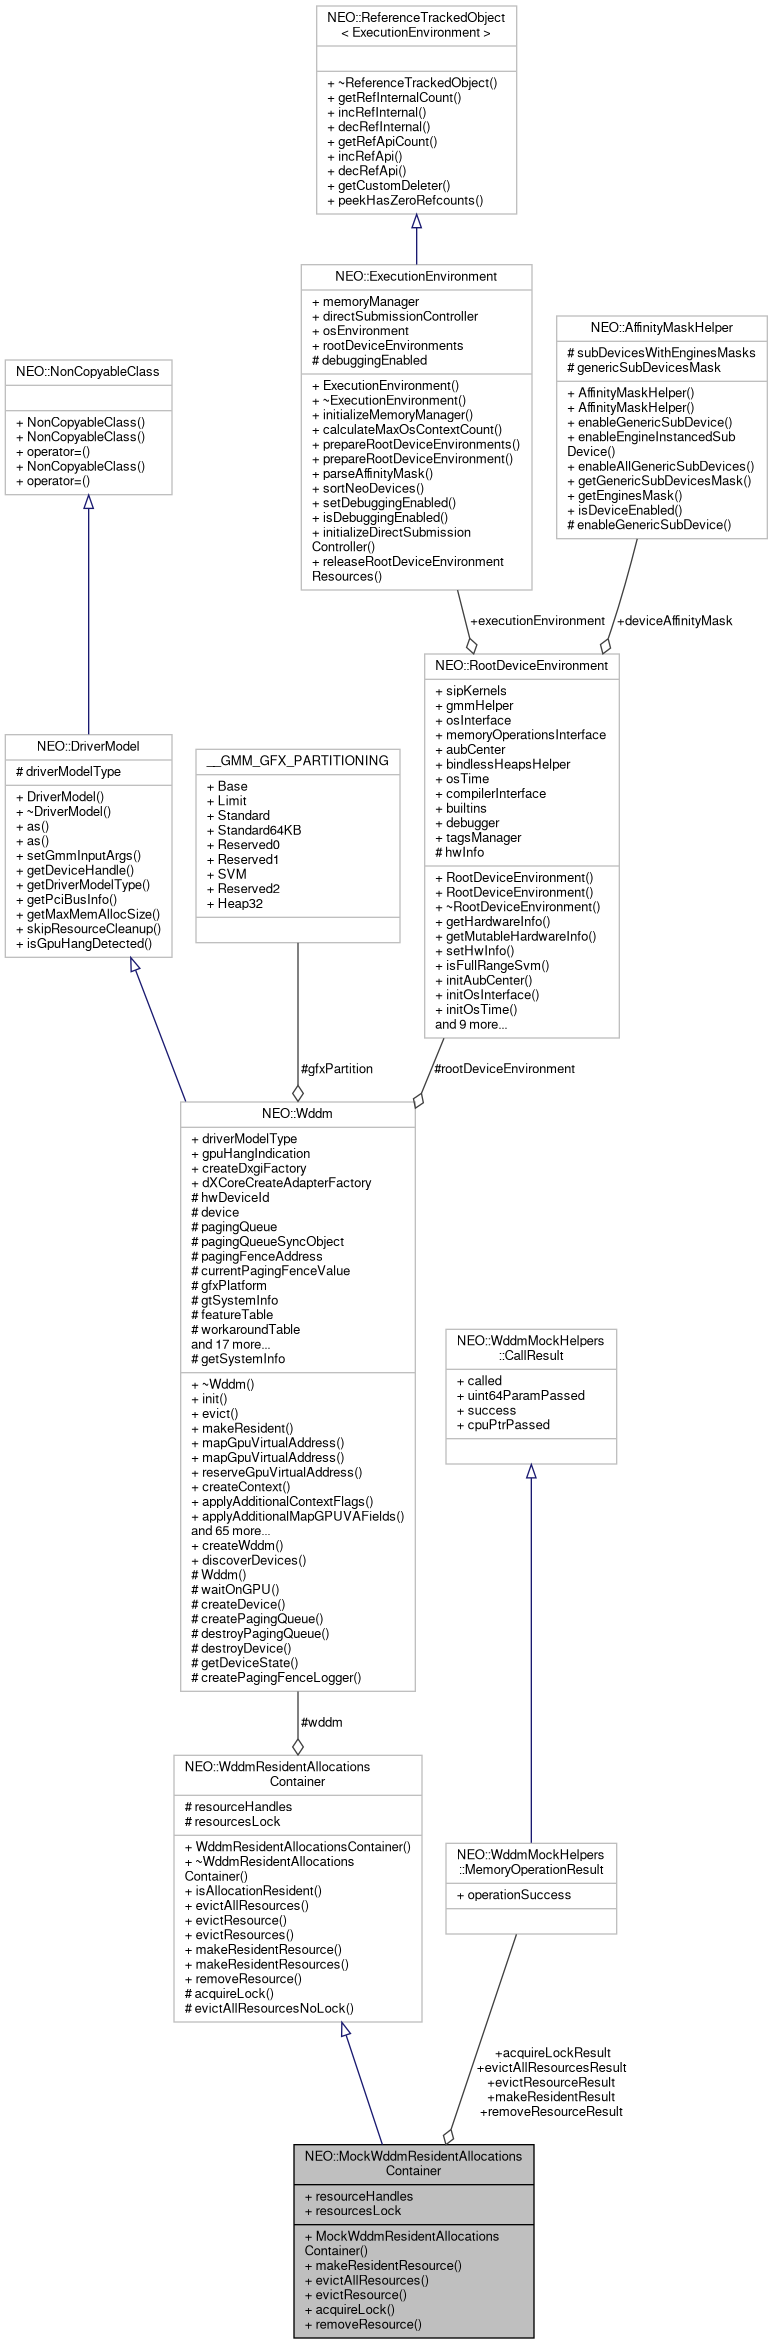 NEO::ReferenceTrackedObject
< ExecutionEnvironment >
+ ~ReferenceTrackedObject()
+ getRefInternalCount()
+ incRefInternal()
+ decRefInternal()
+ getRefApiCount()
+ incRefApi()
+ decRefApi()
+ getCustomDeleter()
+ peekHasZeroRefcounts()
NEO::ExecutionEnvironment
+ memoryManager
+ directSubmissionController
+ osEnvironment
+ rootDeviceEnvironments
# debuggingEnabled
+ ExecutionEnvironment()
+ ~ExecutionEnvironment()
+ initializeMemoryManager()
+ calculateMaxOsContextCount()
+ prepareRootDeviceEnvironments()
+ prepareRootDeviceEnvironment()
+ parseAffinityMask()
+ sortNeoDevices()
+ setDebuggingEnabled()
+ isDebuggingEnabled()
+ initializeDirectSubmission
Controller()
+ releaseRootDeviceEnvironment
Resources()
NEO::AffinityMaskHelper
# subDevicesWithEnginesMasks
# genericSubDevicesMask
+ AffinityMaskHelper()
+ AffinityMaskHelper()
+ enableGenericSubDevice()
+ enableEngineInstancedSub
Device()
+ enableAllGenericSubDevices()
+ getGenericSubDevicesMask()
+ getEnginesMask()
+ isDeviceEnabled()
# enableGenericSubDevice()
NEO::NonCopyableClass
+ NonCopyableClass()
+ NonCopyableClass()
+ operator=()
+ NonCopyableClass()
+ operator=()
+executionEnvironment
+deviceAffinityMask
NEO::RootDeviceEnvironment
+ sipKernels
+ gmmHelper
+ osInterface
+ memoryOperationsInterface
+ aubCenter
+ bindlessHeapsHelper
+ osTime
+ compilerInterface
+ builtins
+ debugger
+ tagsManager
# hwInfo
+ RootDeviceEnvironment()
+ RootDeviceEnvironment()
+ ~RootDeviceEnvironment()
+ getHardwareInfo()
+ getMutableHardwareInfo()
+ setHwInfo()
+ isFullRangeSvm()
+ initAubCenter()
+ initOsInterface()
+ initOsTime()
and 9 more...
NEO::DriverModel
# driverModelType
+ DriverModel()
+ ~DriverModel()
+ as()
+ as()
+ setGmmInputArgs()
+ getDeviceHandle()
+ getDriverModelType()
+ getPciBusInfo()
+ getMaxMemAllocSize()
+ skipResourceCleanup()
+ isGpuHangDetected()
__GMM_GFX_PARTITIONING
+ Base
+ Limit
+ Standard
+ Standard64KB
+ Reserved0
+ Reserved1
+ SVM
+ Reserved2
+ Heap32
#gfxPartition
#rootDeviceEnvironment
NEO::Wddm
+ driverModelType
+ gpuHangIndication
+ createDxgiFactory
+ dXCoreCreateAdapterFactory
# hwDeviceId
# device
# pagingQueue
# pagingQueueSyncObject
# pagingFenceAddress
# currentPagingFenceValue
# gfxPlatform
# gtSystemInfo
# featureTable
# workaroundTable
and 17 more...
# getSystemInfo
+ ~Wddm()
+ init()
+ evict()
+ makeResident()
+ mapGpuVirtualAddress()
+ mapGpuVirtualAddress()
+ reserveGpuVirtualAddress()
+ createContext()
+ applyAdditionalContextFlags()
+ applyAdditionalMapGPUVAFields()
and 65 more...
+ createWddm()
+ discoverDevices()
# Wddm()
# waitOnGPU()
# createDevice()
# createPagingQueue()
# destroyPagingQueue()
# destroyDevice()
# getDeviceState()
# createPagingFenceLogger()
NEO::WddmMockHelpers
::CallResult
+ called
+ uint64ParamPassed
+ success
+ cpuPtrPassed
#wddm
NEO::WddmResidentAllocations
Container
# resourceHandles
# resourcesLock
+ WddmResidentAllocationsContainer()
+ ~WddmResidentAllocations
Container()
+ isAllocationResident()
+ evictAllResources()
+ evictResource()
+ evictResources()
+ makeResidentResource()
+ makeResidentResources()
+ removeResource()
# acquireLock()
# evictAllResourcesNoLock()
NEO::WddmMockHelpers
::MemoryOperationResult
+ operationSuccess
+acquireLockResult
+evictAllResourcesResult
+evictResourceResult
+makeResidentResult
+removeResourceResult
NEO::MockWddmResidentAllocations
Container
+ resourceHandles
+ resourcesLock
+ MockWddmResidentAllocations
Container()
+ makeResidentResource()
+ evictAllResources()
+ evictResource()
+ acquireLock()
+ removeResource()